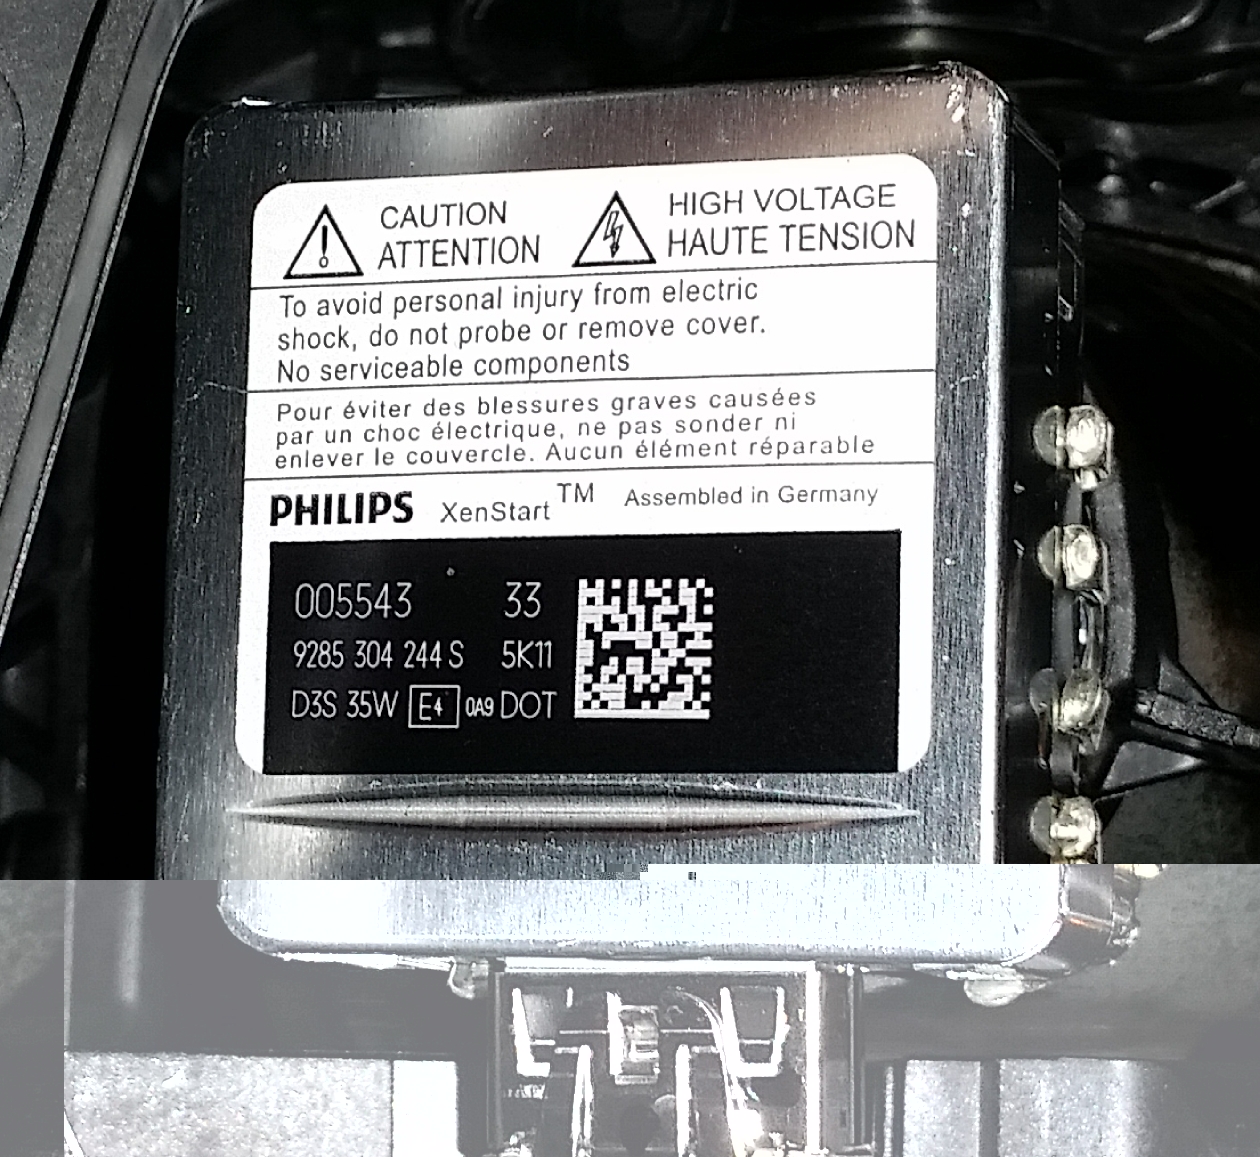 CAUTION
ATTENTION
HIGH VOLTAGE
HAUTE TENSION
To avoid personal injury from electric
shock, do not probe or remove cover.
No serviceable components
Pour éviter des blessures graves causées
par un choc électrique, ne pas sonder ni
enlever le couvercle. Aucun élément réparable
PHILIPS XenStart™ Assembled in Germany
005543 33
9285 304 244 S 5K11
D3S 35W E4 0A9 DOT